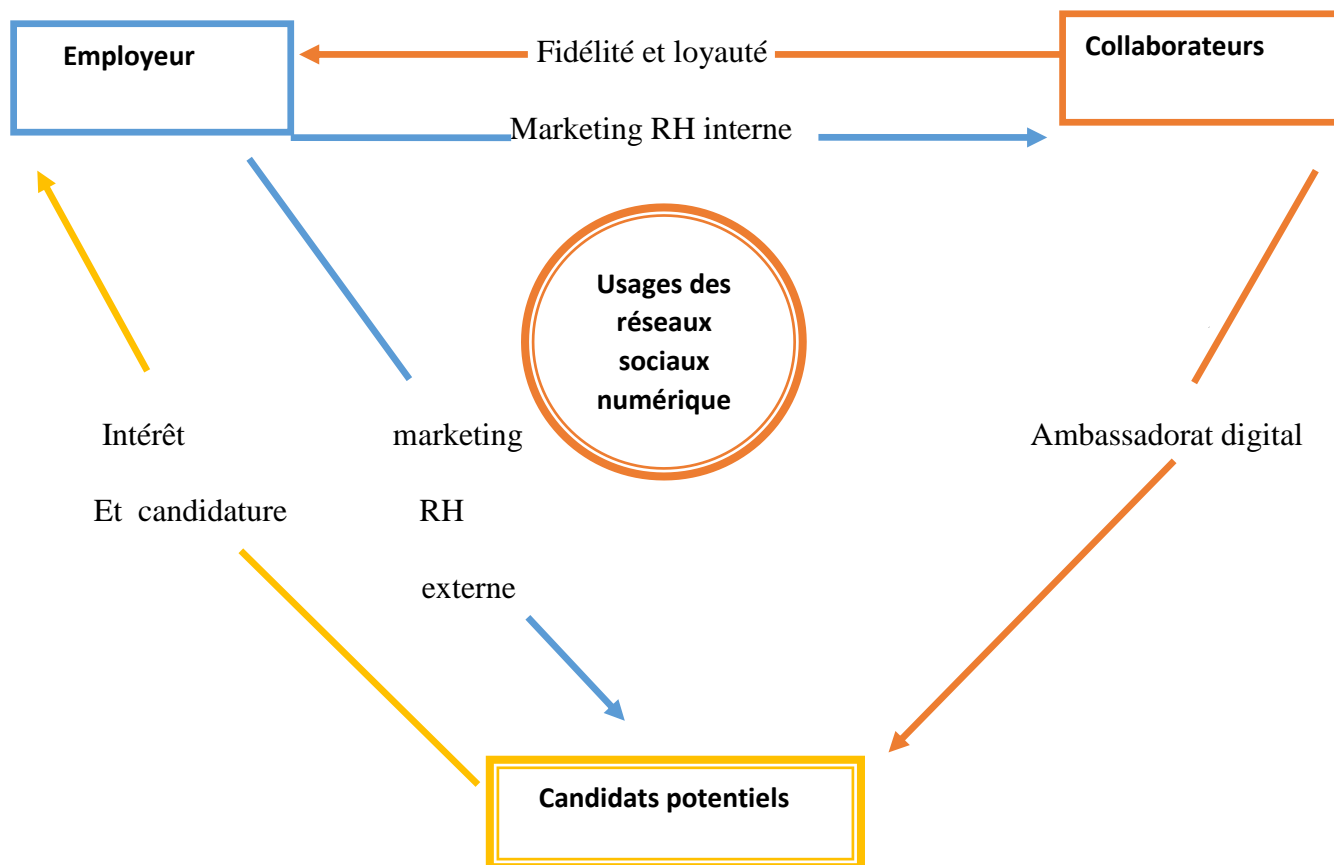 Employeur
Fidélité et loyauté
Collaborateurs
Marketing RH interne
Usages des
réseaux
sociaux
numérique
Intérêt
Et candidature
marketing
RH
externe
Ambassadorat digital
Candidats potentiels